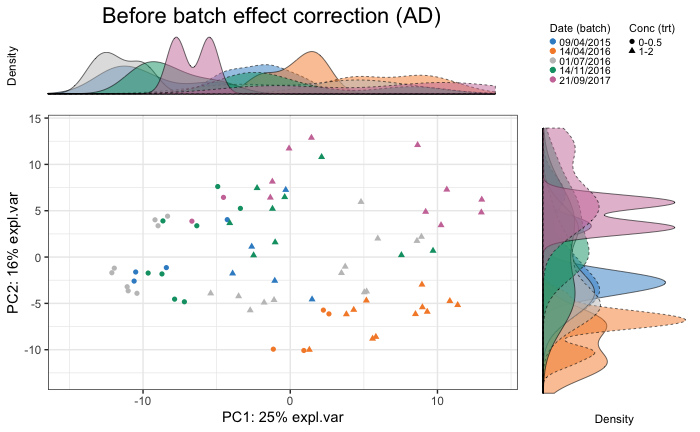 Before batch effect correction (AD)
Date (batch)
09/04/2015
14/04/2016
01/07/2016
14/11/2016
21/09/2017
Conc (trt)
0-0.5
1-2
Density
15
10
5
0
-5
-10
PC2: 16% expl.var
-10
0
10
PC1: 25% expl.var
Density